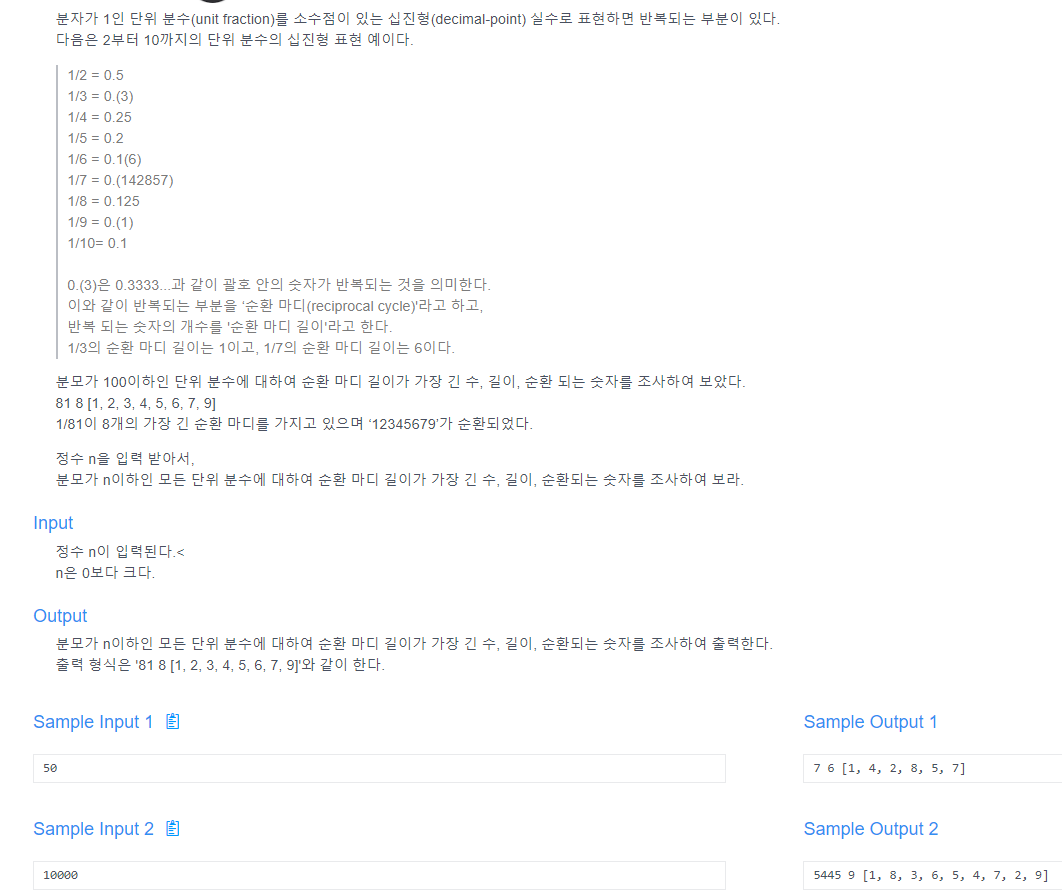 분자가 1인 단위 분수(unit fraction)를 소수점이 있는 십진형(decimal-point) 실수로 표현하면 반복되는 부분이 있다.
다음은 2부터 10까지의 단위 분수의 십진형 표현 예이다.
1/2 = 0.5
1/3 = 0.(3)
1/4 = 0.25
1/5 = 0.2
1/6 = 0.1(6)
1/7 = 0.(142857)
1/8 = 0.125
1/9 = 0.(1)
1/10= 0.1
0.(3)은 0.3333...과 같이 괄호 안의 숫자가 반복되는 것을 의미한다.
이와 같이 반복되는 부분을 '순환 마디(reciprocal cycle)'라고 하고,
반복 되는 숫자의 개수를 '순환 마디 길이'라고 한다.
1/3의 순환 마디 길이는 1이고, 1/7의 순환 마디 길이는 6이다.
분모가 100이하인 단위 분수에 대하여 순환 마디 길이가 가장 긴 수, 길이, 순환 되는 숫자를 조사하여 보았다.
81 8 [1, 2, 3, 4, 5, 6, 7, 9]
1/81이 8개의 가장 긴 순환 마디를 가지고 있으며 ‘12345679’가 순환되었다.
정수 n을 입력 받아서,
분모가 n이하인 모든 단위 분수에 대하여 순환 마디 길이가 가장 긴 수, 길이, 순환되는 숫자를 조사하여 보라.
Input
정수 n이 입력된다.<
n은 0보다 크다.
Output
분모가 n이하인 모든 단위 분수에 대하여 순환 마디 길이가 가장 긴 수, 길이, 순환되는 숫자를 조사하여 출력한다.
출력 형식은 '81 8 [1, 2, 3, 4, 5, 6, 7, 9]'와 같이 한다.
Sample Input 1
50
Sample Output 1
7 6 [1, 4, 2, 8, 5, 7]
Sample Input 2
10000
Sample Output 2
5445 9 [1, 8, 3, 6, 5, 4, 7, 2, 9]